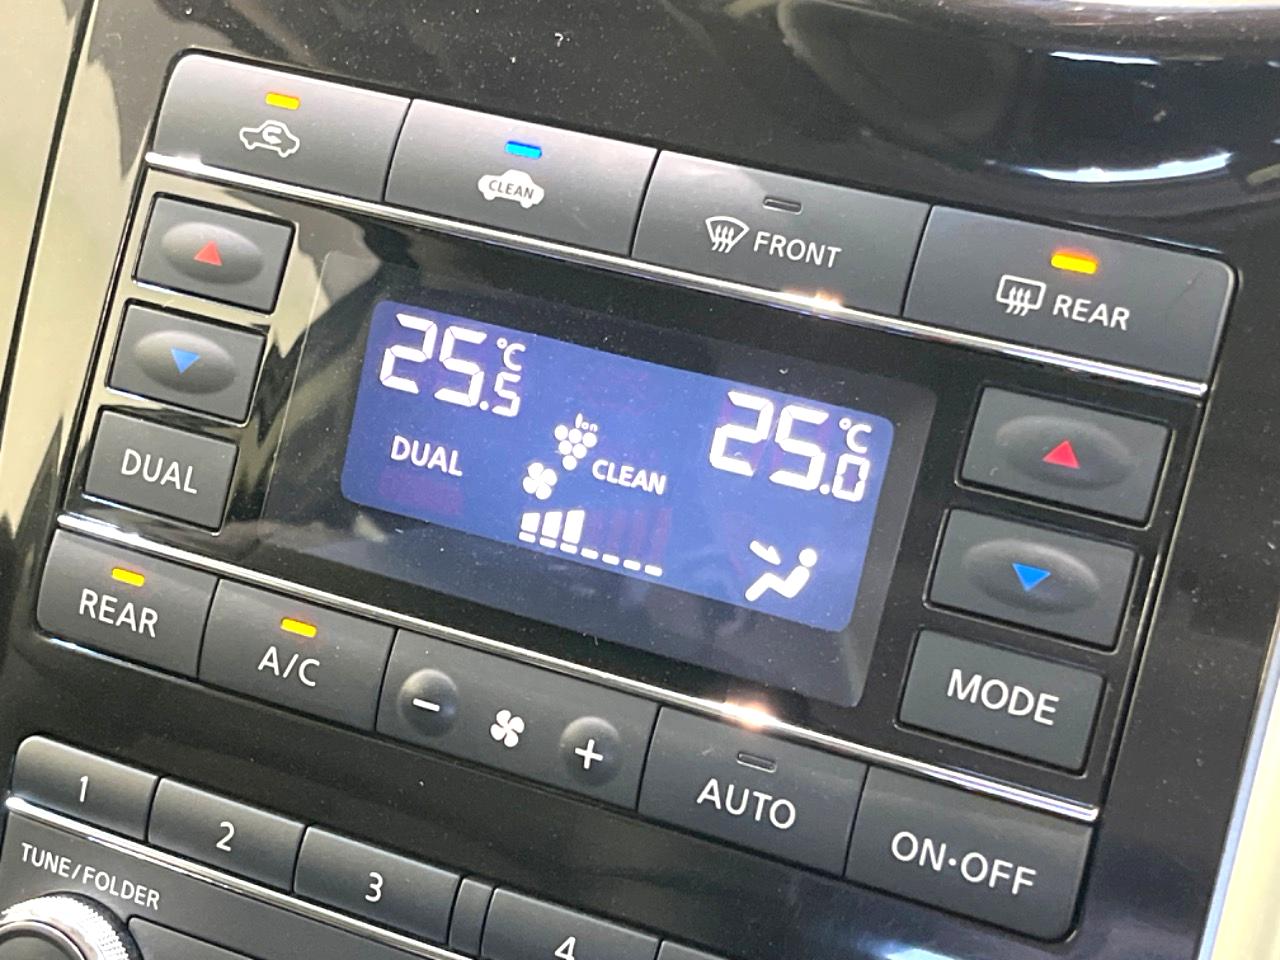 CLEAN
FRONT
REAR
25.5°C
25.0°C
Ion
DUAL
CLEAN
DUAL
REAR
A/C
MODE
− +
AUTO
ON·OFF
1
2
3
4
TUNE/FOLDER